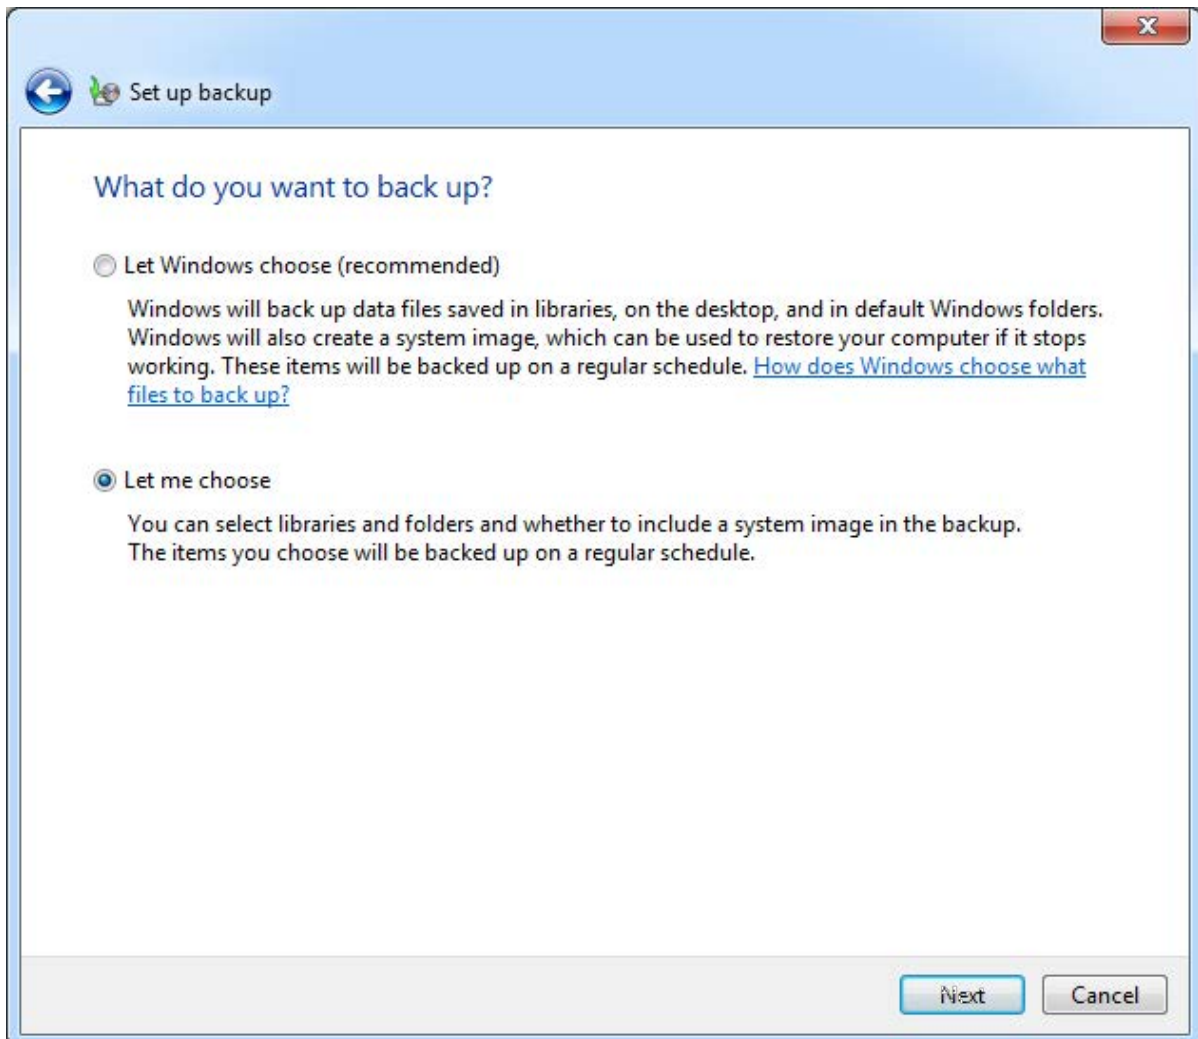 Set up backup
What do you want to back up?
Let Windows choose (recommended)
Windows will back up data files saved in libraries, on the desktop, and in default Windows folders.
Windows will also create a system image, which can be used to restore your computer if it stops
working. These items will be backed up on a regular schedule. How does Windows choose what
files to back up?
Let me choose
You can select libraries and folders and whether to include a system image in the backup.
The items you choose will be backed up on a regular schedule.
Next
Cancel